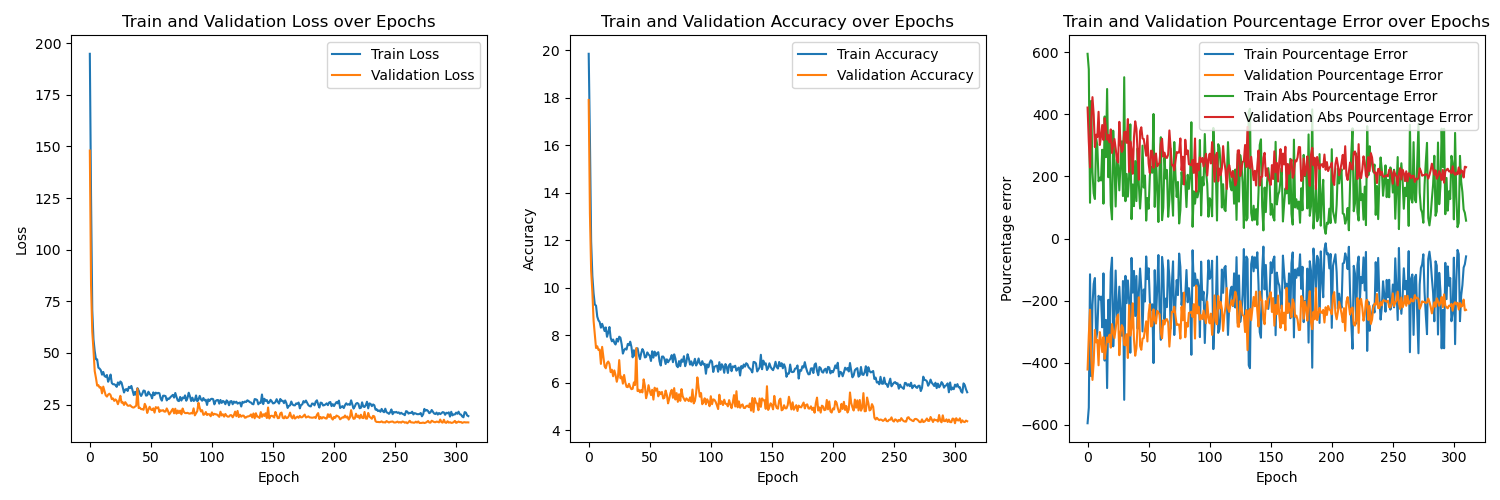 Train and Validation Loss over Epochs
Train Loss
Validation Loss
Loss
200
175
150
125
100
75
50
25
0 50 100 150 200 250 300
Epoch
Train and Validation Accuracy over Epochs
Train Accuracy
Validation Accuracy
Accuracy
20
18
16
14
12
10
8
6
4
0 50 100 150 200 250 300
Epoch
Train and Validation Pourcentage Error over Epochs
Train Pourcentage Error
Validation Pourcentage Error
Train Abs Pourcentage Error
Validation Abs Pourcentage Error
Pourcentage error
600
400
200
0
−200
−400
−600
0 50 100 150 200 250 300
Epoch